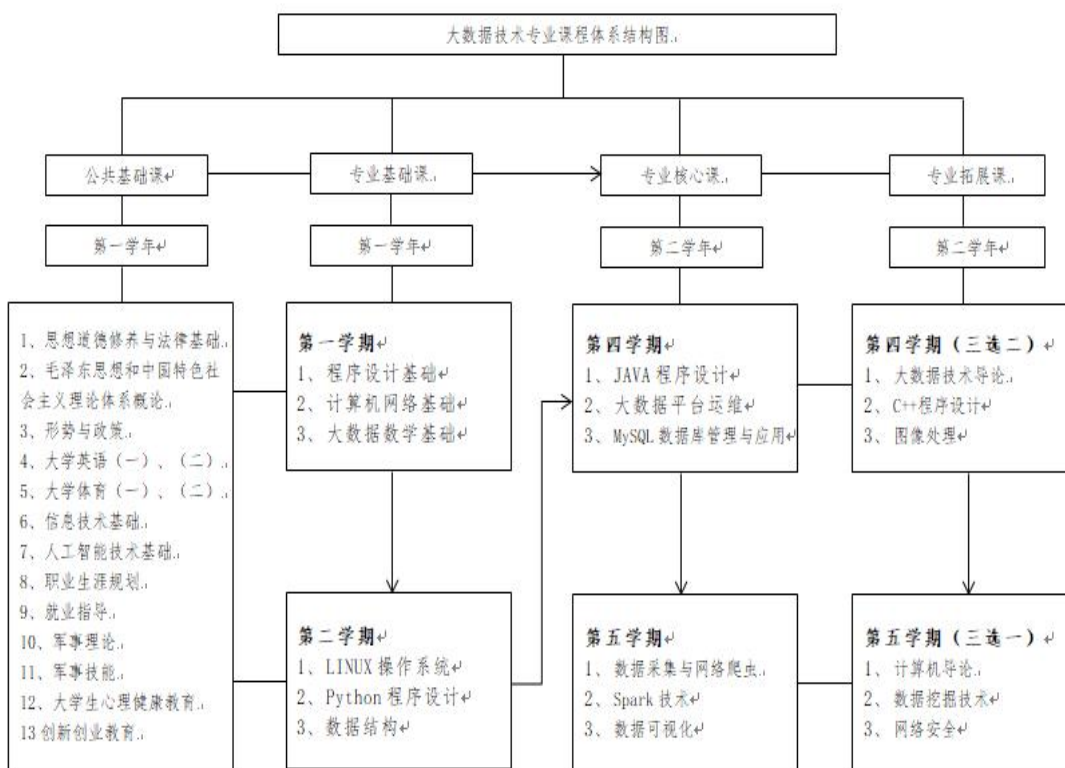 大数据技术专业课程体系结构图
公共基础课
专业基础课
专业核心课
专业拓展课
第一学年
第一学年
第二学年
第二学年
1、思想道德修养与法律基础
2、毛泽东思想和中国特色社
会主义理论体系概论
3、形势与政策
4、大学英语（一）、（二）
5、大学体育（一）、（二）
6、信息技术基础
7、人工智能技术基础
8、职业生涯规划
9、就业指导
10、军事理论
11、军事技能
12、大学生心理健康教育
13创新创业教育
第一学期
1、程序设计基础
2、计算机网络基础
3、大数据数学基础
第二学期
1、LINUX 操作系统
2、Python 程序设计
3、数据结构
第四学期
1、JAVA 程序设计
2、大数据平台运维
3、MySQL 数据库管理与应用
第五学期
1、数据采集与网络爬虫
2、Spark 技术
3、数据可视化
第四学期（三选二）
1、大数据技术导论
2、C++程序设计
3、图像处理
第五学期（三选一）
1、计算机导论
2、数据挖掘技术
3、网络安全